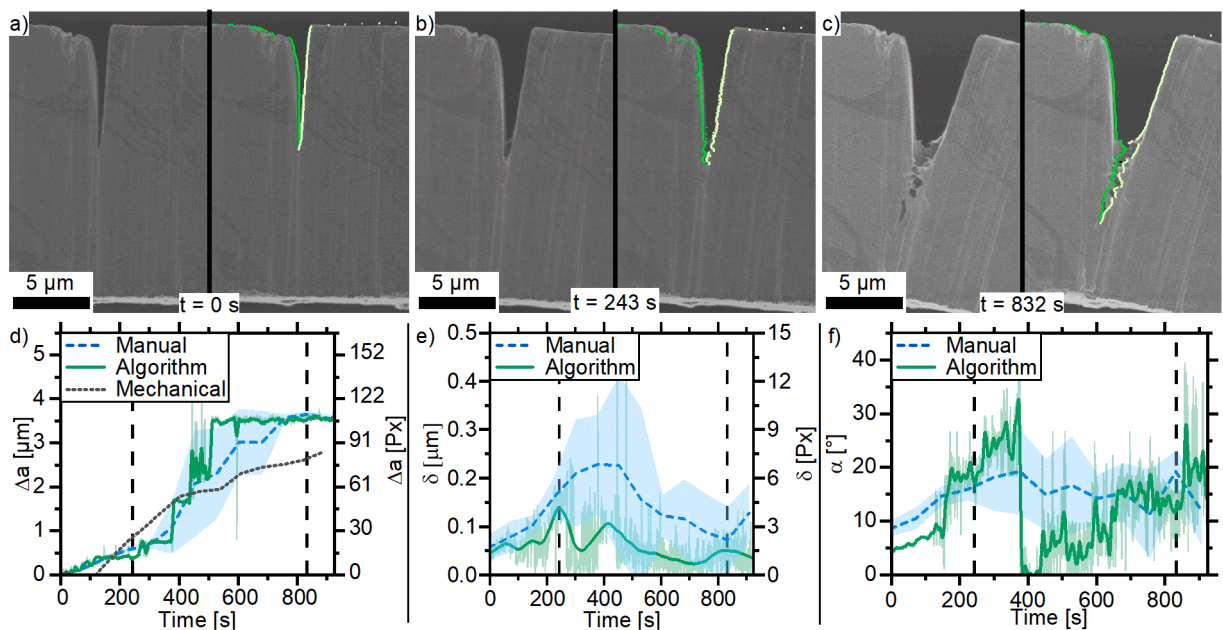 a)
b)
c)
5 µm
t = 0 s
5 µm
t = 243 s
5 µm
t = 832 s
d)
Manual
Algorithm
Mechanical
5
4
3
2
1
0
Δa [µm]
152
122
91
61
30
0
Δa [Px]
0 200 400 600 800
Time [s]
e)
Manual
Algorithm
0.5
0.4
0.3
0.2
0.1
0.0
δ [µm]
15
12
9
6
3
0
δ [Px]
0 200 400 600 800
Time [s]
f)
Manual
Algorithm
40
30
20
10
0
α [°]
0 200 400 600 800
Time [s]